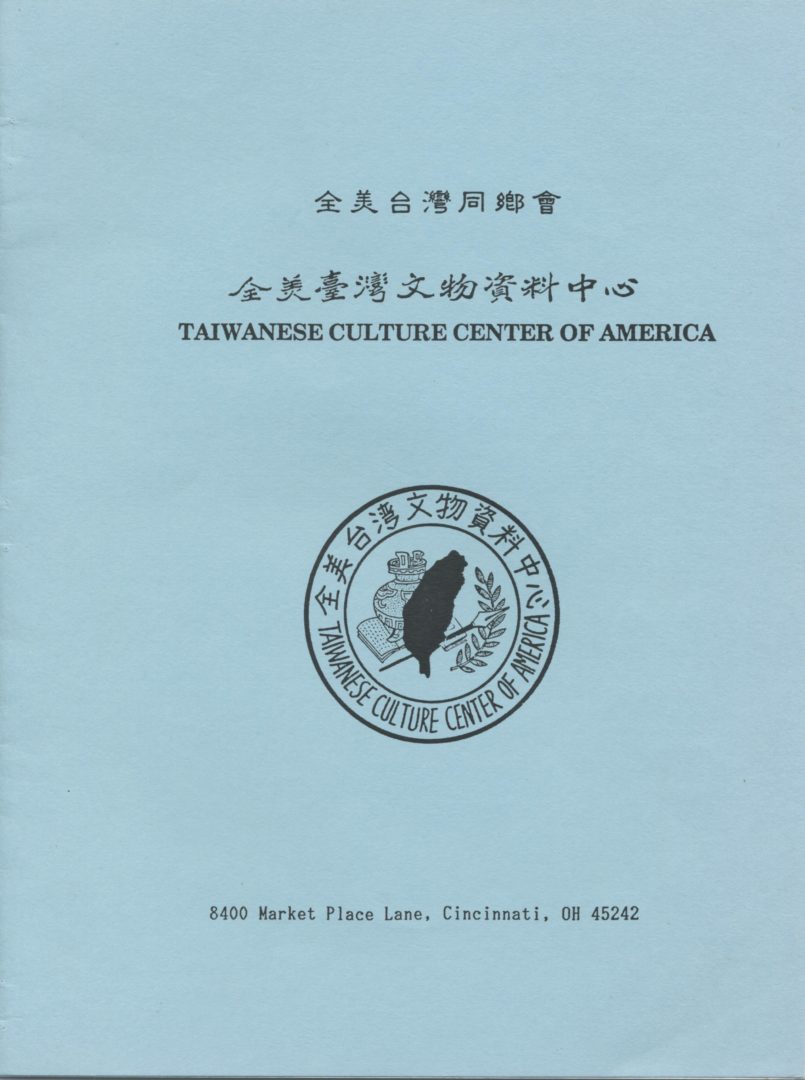 全美台灣同鄉會
全美臺灣文物資料中心
TAIWANESE CULTURE CENTER OF AMERICA
全美台湾文物資料中心
TAIWANESE CULTURE CENTER OF AMERICA
8400 Market Place Lane, Cincinnati, OH 45242